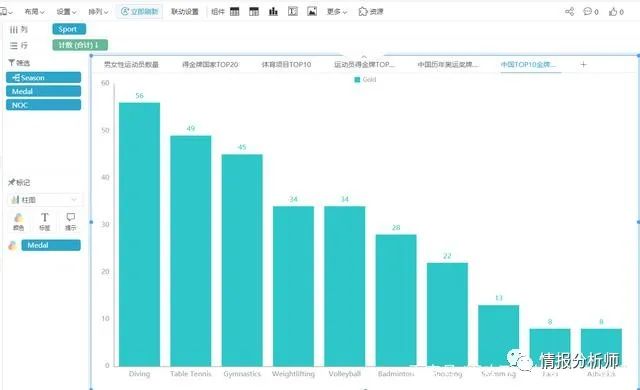 布局 设置 排列 立即刷新 联动设置 组件 更多 资源 0 0
列 Sport
行 计数 (合计)
筛选
Season
Medal
NOC
标记
柱图
颜色 标签 提示
Medal
男女性运动员数量 得金牌国家TOP20 体育项目TOP10 运动员得金牌TOP... 中国历年奥运奖牌... 中国TOP10金牌... +
Gold
60
50
40
30
20
10
0
56 49 45 34 34 28 22 13 8 8
Diving Table Tennis Gymnastics Weightlifting Volleyball Badminton Shooting Swimming
情报分析师